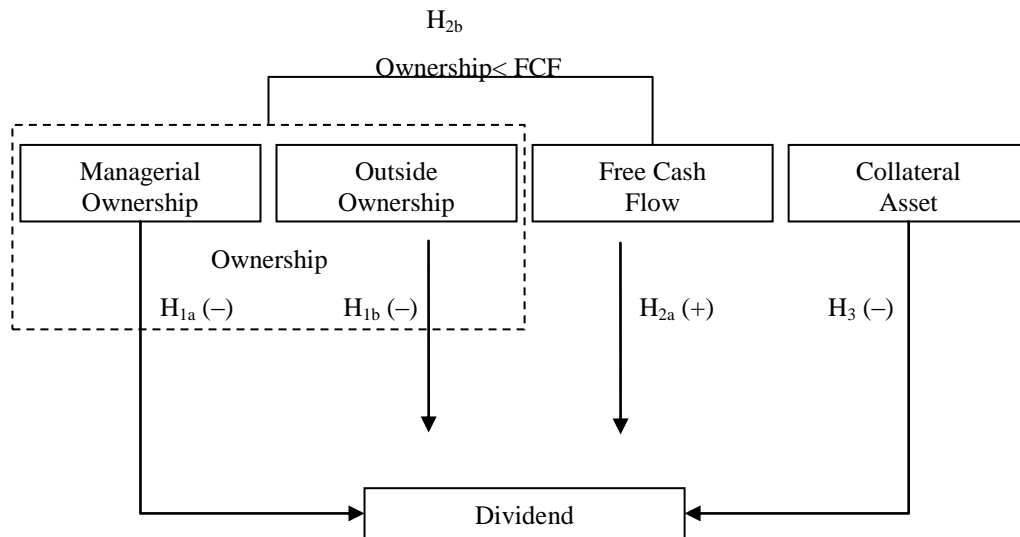 H2b
Ownership< FCF
Managerial
Ownership
Outside
Ownership
Free Cash
Flow
Collateral
Asset
Ownership
H1a (–)
H1b (–)
H2a (+)
H3 (–)
Dividend